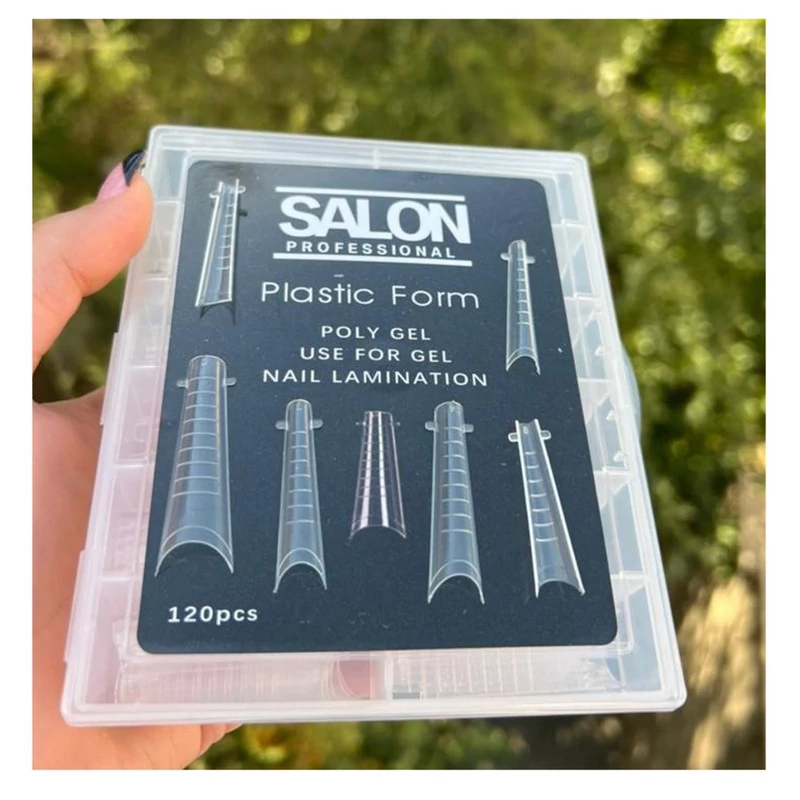 SALON
PROFESSIONAL
Plastic Form
POLY GEL
USE FOR GEL
NAIL LAMINATION
120pcs